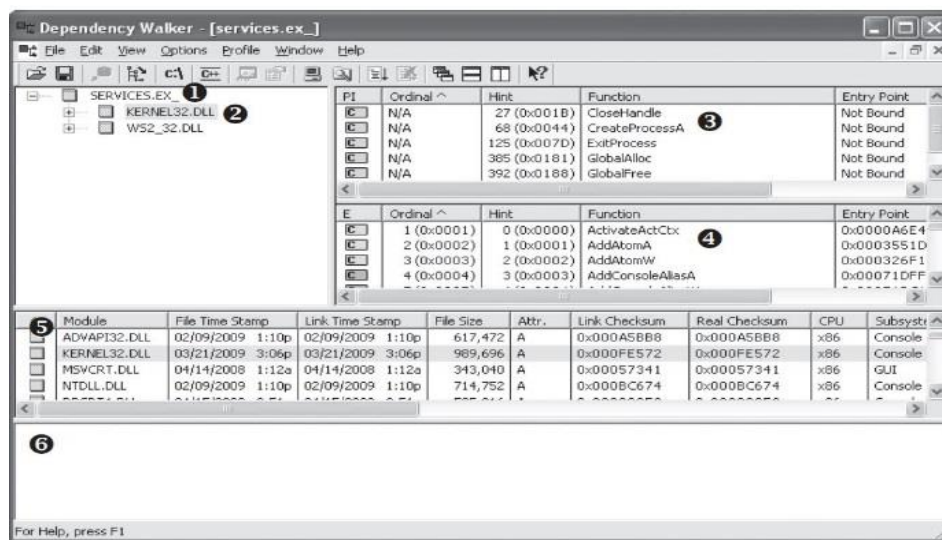 Dependency Walker - [services.ex_]
File Edit View Options Profile Window Help
C:\ C++
SERVICES.EX_ 1
KERNEL32.DLL 2
WS2_32.DLL
PI Ordinal ^ Hint Function Entry Point
C N/A 27 (0x001B) CloseHandle Not Bound
C N/A 68 (0x0044) CreateProcessA Not Bound
3
C N/A 125 (0x007D) ExitProcess Not Bound
C N/A 385 (0x0181) GlobalAlloc Not Bound
C N/A 392 (0x0188) GlobalFree Not Bound
E Ordinal ^ Hint Function Entry Point
C 1 (0x0001) 0 (0x0000) ActivateActCtx 0x0000A6E4
4
C 2 (0x0002) 1 (0x0001) AddAtomA 0x0003551D
C 3 (0x0003) 2 (0x0002) AddAtomW 0x000326F1
C 4 (0x0004) 3 (0x0003) AddConsoleAliasA 0x00071DFF
5 Module File Time Stamp Link Time Stamp File Size Attr. Link Checksum Real Checksum CPU Subsyste
ADVAPI32.DLL 02/09/2009 1:10p 02/09/2009 1:10p 617,472 A 0x000A5BB8 0x000A5BB8 x86 Console
KERNEL32.DLL 03/21/2009 3:06p 03/21/2009 3:06p 989,696 A 0x000FE572 0x000FE572 x86 Console
MSVCRT.DLL 04/14/2008 1:12a 04/14/2008 1:12a 343,040 A 0x00057341 0x00057341 x86 GUI
NTDLL.DLL 02/09/2009 1:10p 02/09/2009 1:10p 714,752 A 0x000BC674 0x000BC674 x86 Console
6
For Help, press F1